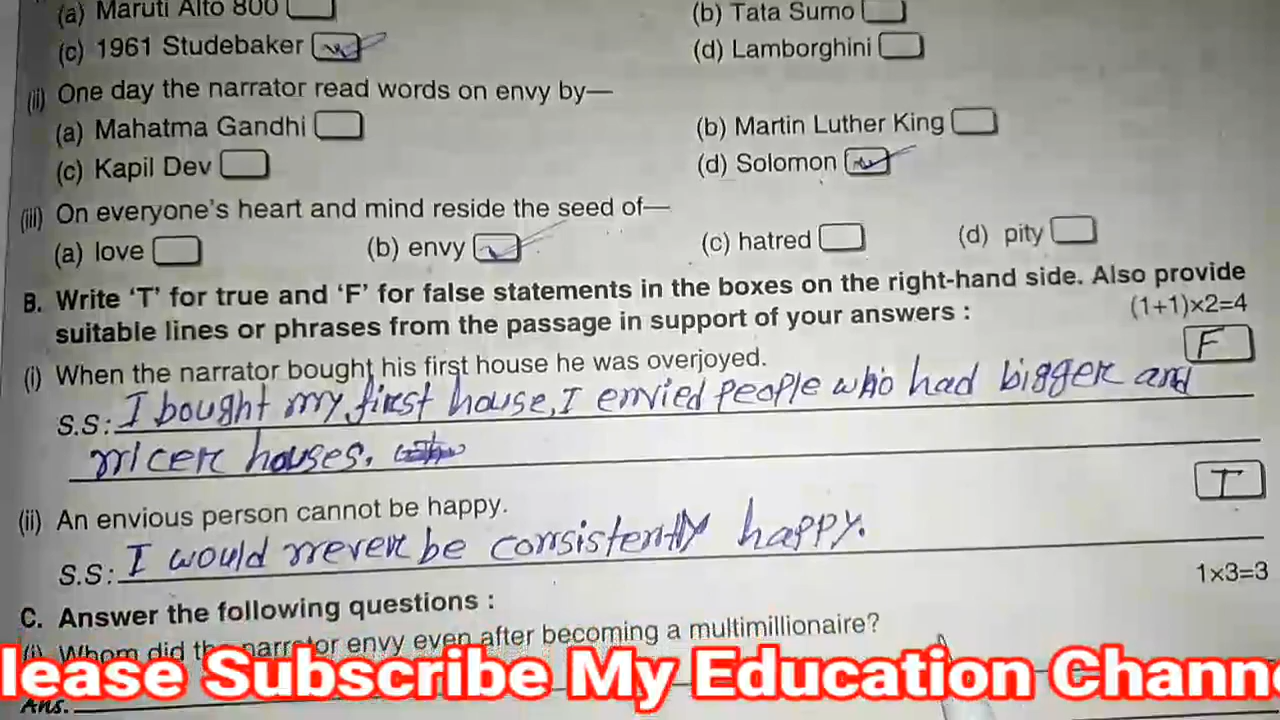 (a) Maruti Alto 800 (b) Tata Sumo
(c) 1961 Studebaker (d) Lamborghini
(ii) One day the narrator read words on envy by—
(a) Mahatma Gandhi (b) Martin Luther King
(c) Kapil Dev (d) Solomon
(iii) On everyone's heart and mind reside the seed of—
(a) love (b) envy (c) hatred (d) pity
B. Write 'T' for true and 'F' for false statements in the boxes on the right-hand side. Also provide
suitable lines or phrases from the passage in support of your answers : (1+1)×2=4
(i) When the narrator bought his first house he was overjoyed. F
S.S: I bought my first house, I envied people who had bigger and
nicer houses.
(ii) An envious person cannot be happy. T
S.S: I would never be consistently happy.
C. Answer the following questions : 1×3=3
(i) Whom did the narrator envy even after becoming a multimillionaire?
lease Subscribe My Education Channe
Ans.